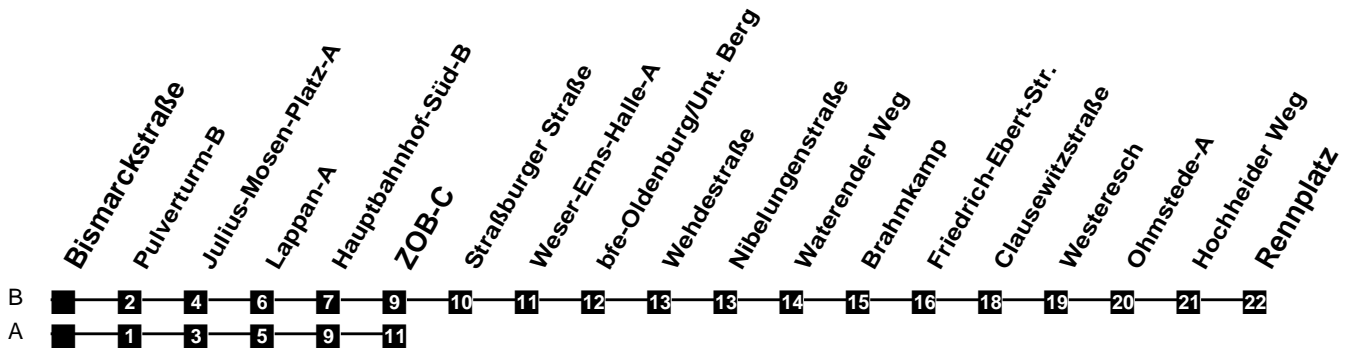 Bismarckstraße
Pulverturm-B
Julius-Mosen-Platz-A
Lappan-A
Hauptbahnhof-Süd-B
ZOB-C
Straßburger Straße
Weser-Ems-Halle-A
bfe-Oldenburg/Unt. Berg
Wehdestraße
Nibelungenstraße
Waterender Weg
Brahmkamp
Friedrich-Ebert-Str.
Clausewitzstraße
Westeresch
Ohmstede-A
Hochheider Weg
Rennplatz
B 2 4 6 7 9 10 11 12 13 13 14 15 16 18 19 20 21 22
A 1 3 5 9 11